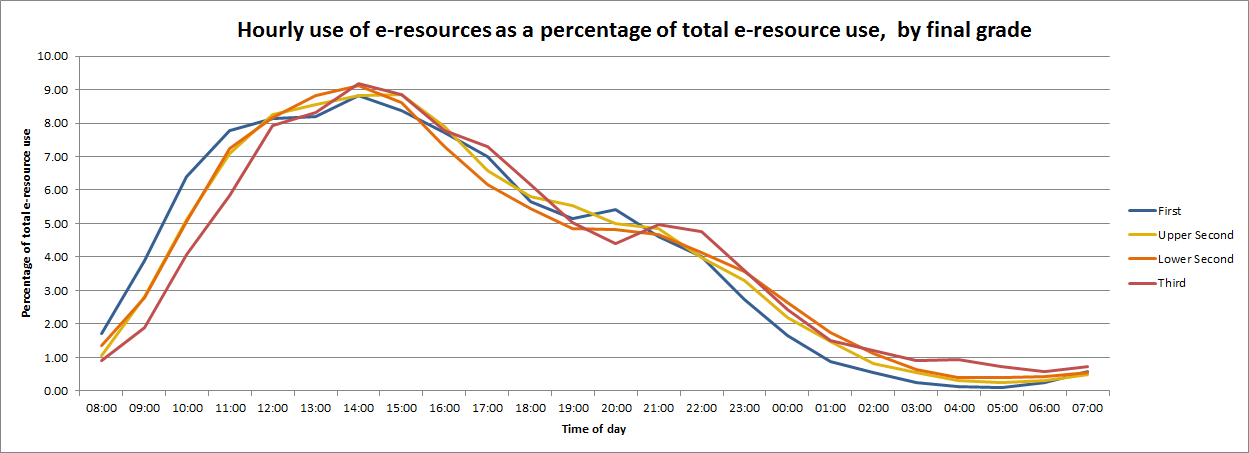 Hourly use of e-resources as a percentage of total e-resource use, by final grade
Percentage of total e-resource use
10.00
9.00
8.00
7.00
6.00
5.00
4.00
3.00
2.00
1.00
0.00
08:00 09:00 10:00 11:00 12:00 13:00 14:00 15:00 16:00 17:00 18:00 19:00 20:00 21:00 22:00 23:00 00:00 01:00 02:00 03:00 04:00 05:00 06:00 07:00
Time of day
First
Upper Second
Lower Second
Third